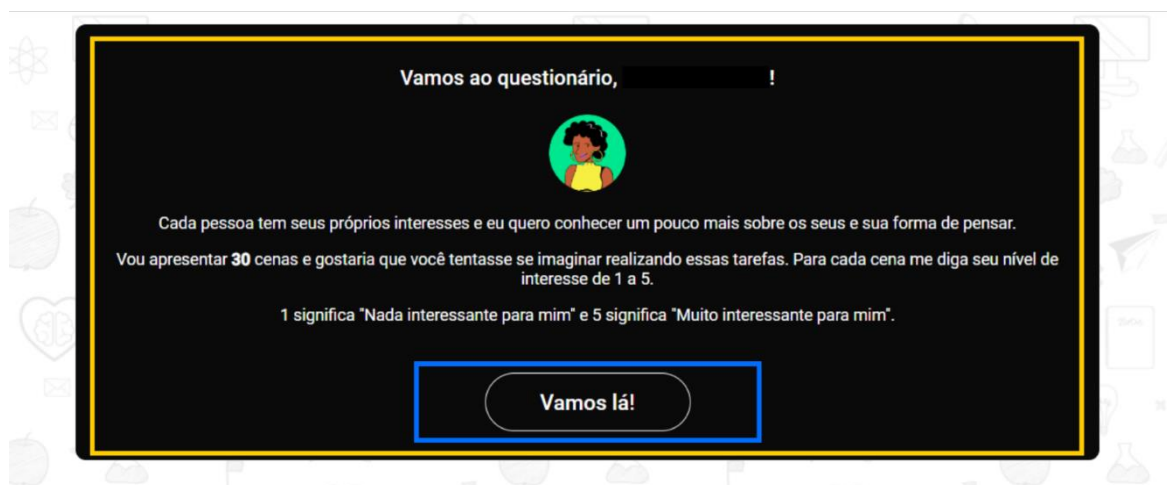 Vamos ao questionário, !
Cada pessoa tem seus próprios interesses e eu quero conhecer um pouco mais sobre os seus e sua forma de pensar.
Vou apresentar 30 cenas e gostaria que você tentasse se imaginar realizando essas tarefas. Para cada cena me diga seu nível de
interesse de 1 a 5.
1 significa "Nada interessante para mim" e 5 significa "Muito interessante para mim".
Vamos lá!